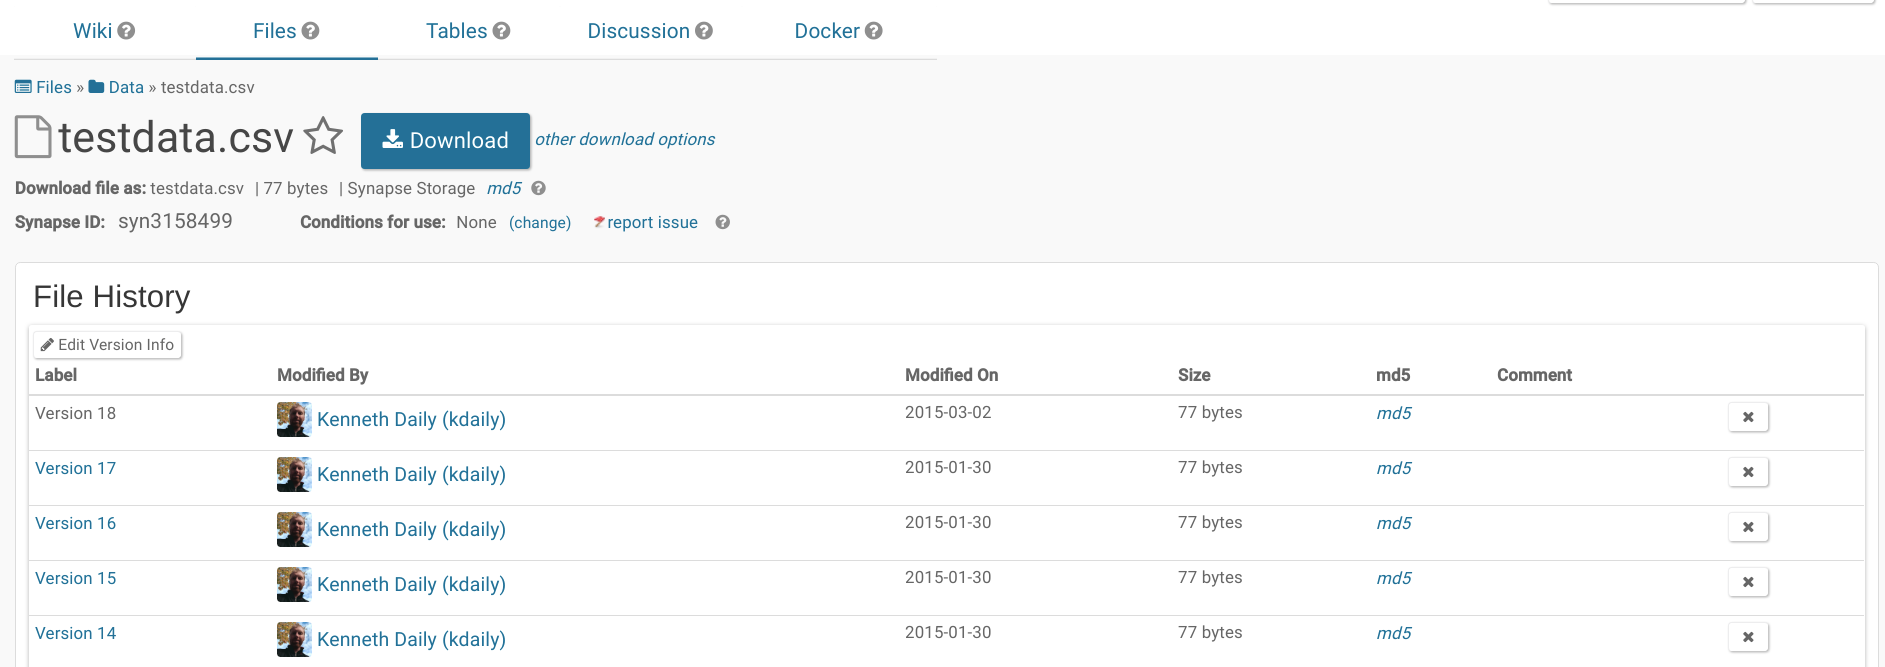 Wiki Files Tables Discussion Docker
Files » Data » testdata.csv
testdata.csv Download other download options
Download file as: testdata.csv | 77 bytes | Synapse Storage md5
Synapse ID: syn3158499 Conditions for use: None (change) report issue
File History
Edit Version Info
Label Modified By Modified On Size md5 Comment
Version 18 Kenneth Daily (kdaily) 2015-03-02 77 bytes md5
Version 17 Kenneth Daily (kdaily) 2015-01-30 77 bytes md5
Version 16 Kenneth Daily (kdaily) 2015-01-30 77 bytes md5
Version 15 Kenneth Daily (kdaily) 2015-01-30 77 bytes md5
Version 14 Kenneth Daily (kdaily) 2015-01-30 77 bytes md5